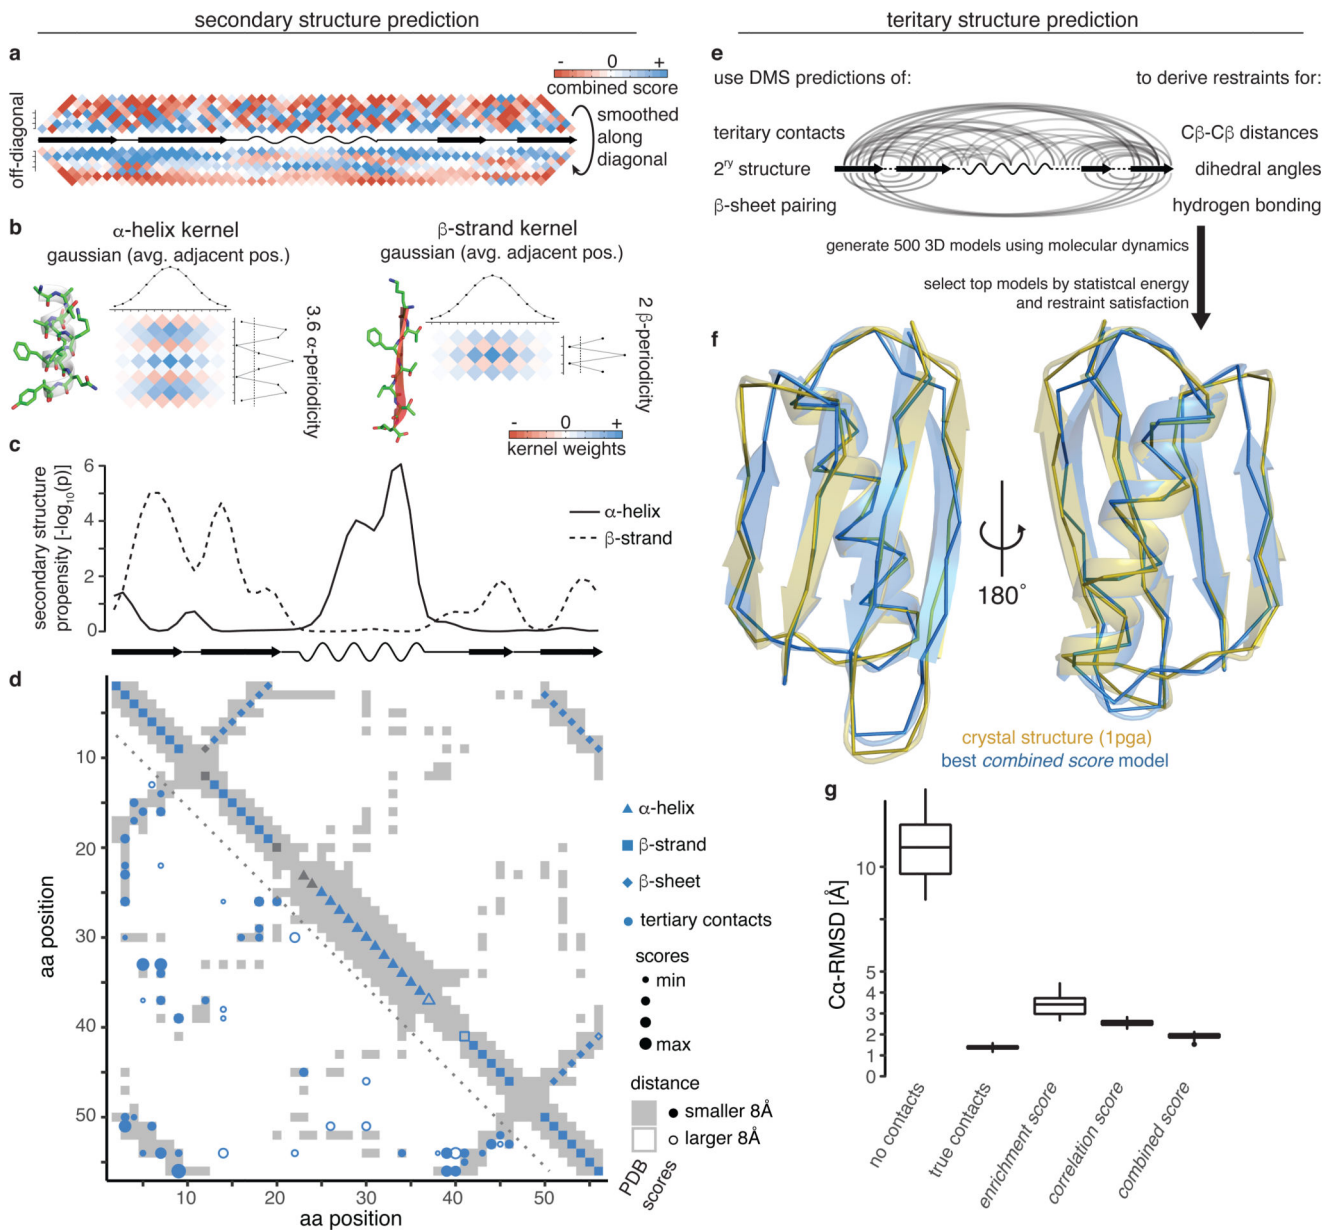 secondary structure prediction
teritary structure prediction
a
- 0 +
combined score
off-diagonal
smoothed
along
diagonal
b
α-helix kernel
gaussian (avg. adjacent pos.)
3.6 α-periodicity
β-strand kernel
gaussian (avg. adjacent pos.)
2 β-periodicity
- 0 +
kernel weights
c
secondary structure
propensity [-log10(p)]
6
4
2
0
α-helix
β-strand
d
aa position
10
20
30
40
50
10 20 30 40 50
aa position
α-helix
β-strand
β-sheet
tertiary contacts
scores
min
max
distance
smaller 8Å
larger 8Å
PDB
scores
e
use DMS predictions of:
to derive restraints for:
teritary contacts
Cβ-Cβ distances
2ry structure
dihedral angles
β-sheet pairing
hydrogen bonding
generate 500 3D models using molecular dynamics
select top models by statistcal energy
and restraint satisfaction
f
180°
crystal structure (1pga)
best combined score model
g
Cα-RMSD [Å]
10
5
4
3
2
1
0
no contacts
true contacts
enrichment score
correlation score
combined score